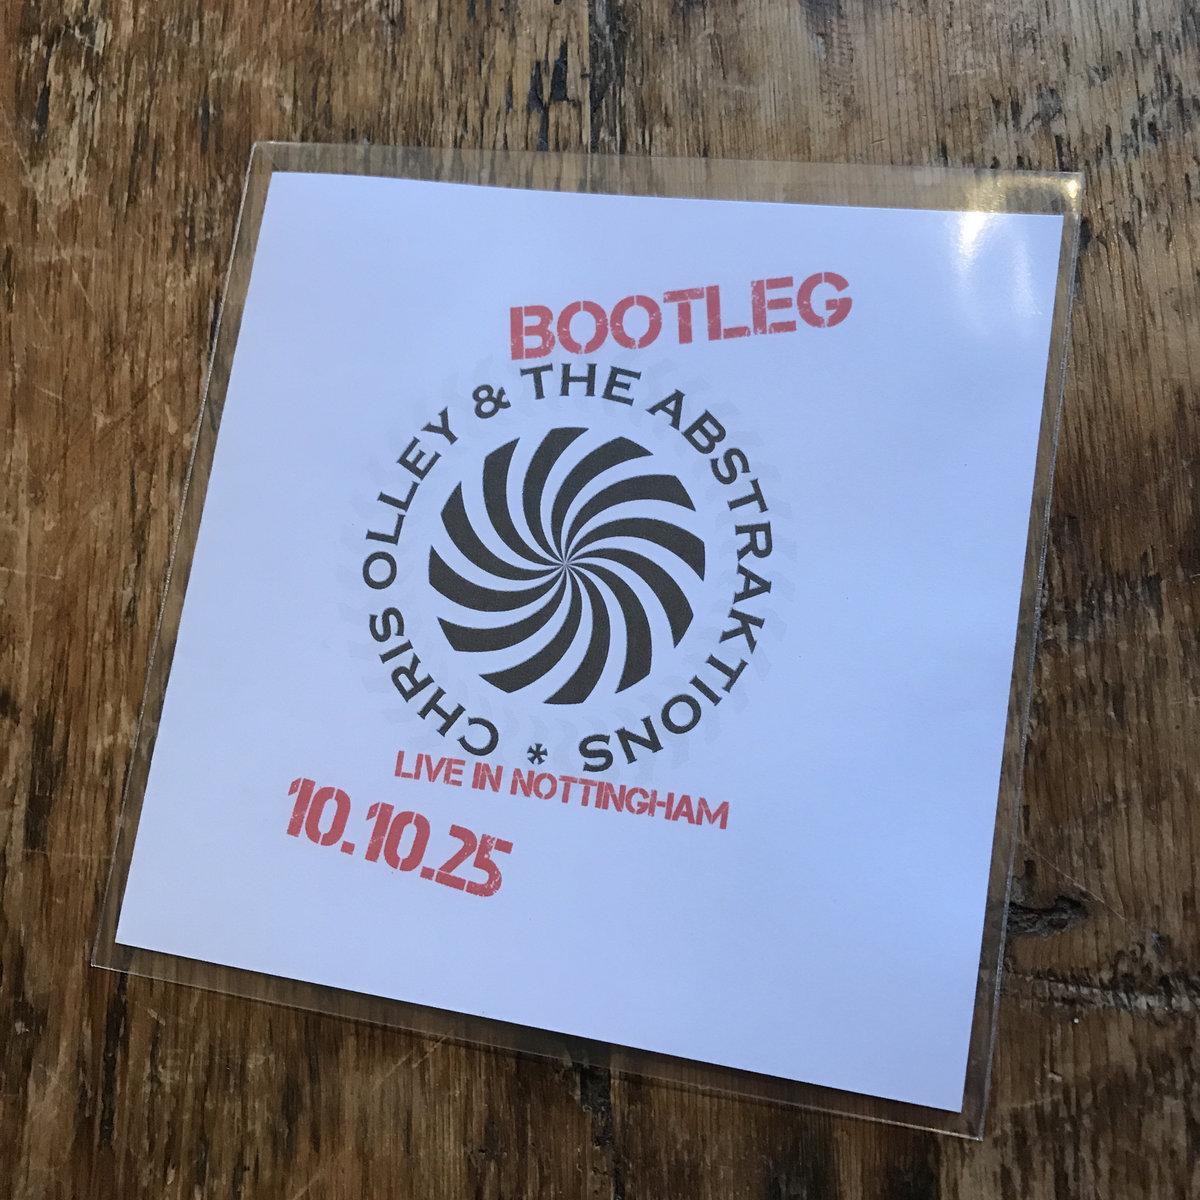 BOOTLEG
CHRIS OLLEY & THE ABSTRAKTIONS *
LIVE IN NOTTINGHAM
10.10.25